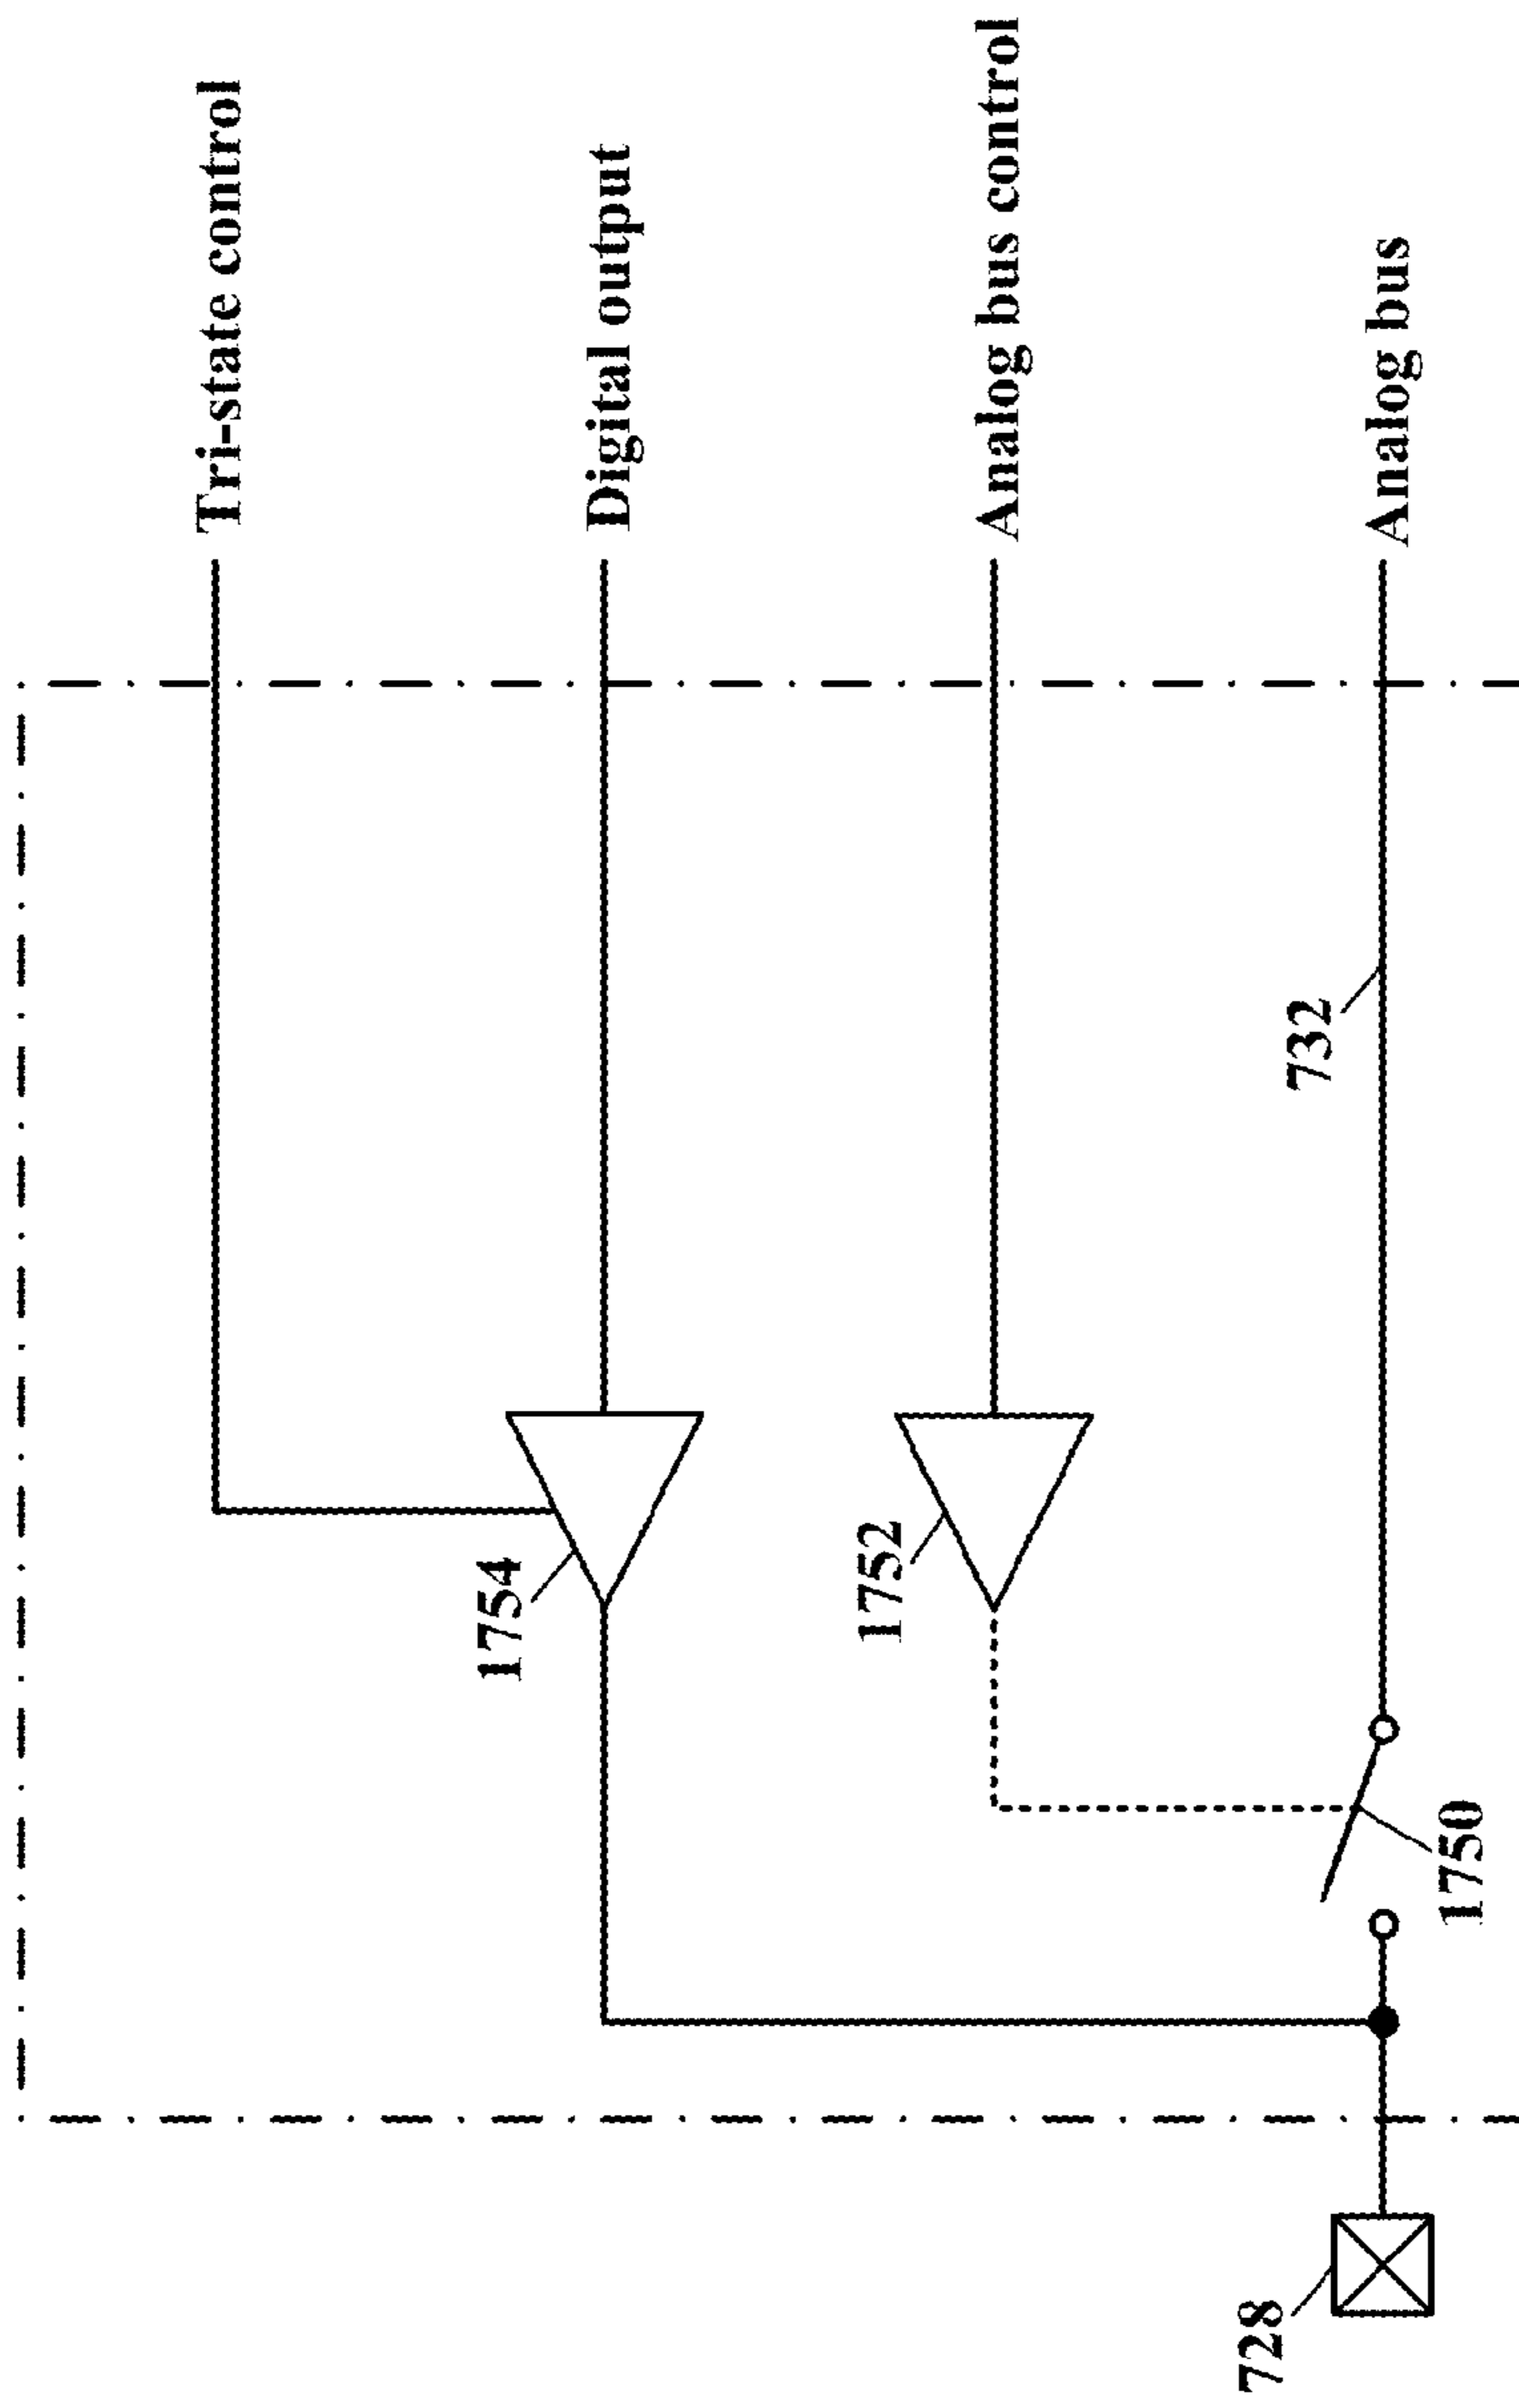 Tri-state control
1754
Digital output
1752
Analog bus control
728
732
Analog bus
1750